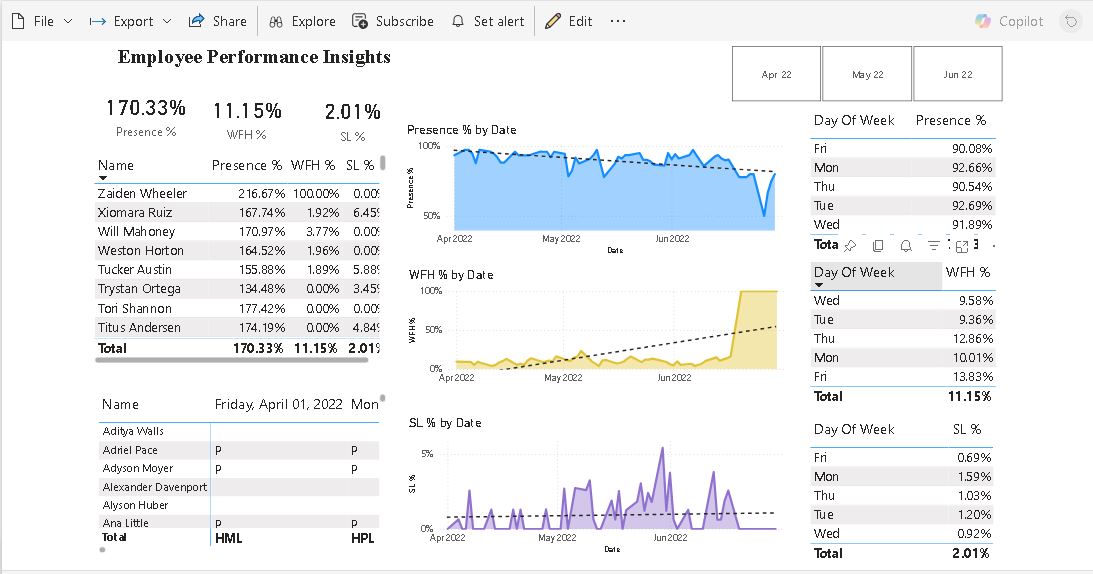 File Export Share Explore Subscribe Set alert Edit ... Copilot
Employee Performance Insights
Apr 22 May 22 Jun 22
170.33% 11.15% 2.01%
Presence % WFH % SL %
Name Presence % WFH % SL %
Zaiden Wheeler 216.67% 100.00% 0.00%
Xiomara Ruiz 167.74% 1.92% 6.45%
Will Mahoney 170.97% 3.77% 0.00%
Weston Horton 164.52% 1.96% 0.00%
Tucker Austin 155.88% 1.89% 5.88%
Trystan Ortega 134.48% 0.00% 3.45%
Tori Shannon 177.42% 0.00% 0.00%
Titus Andersen 174.19% 0.00% 4.84%
Total 170.33% 11.15% 2.01%
Name Friday, April 01, 2022 Mon
Aditya Walls
Adriel Pace P P
Adyson Moyer P P
Alexander Davenport
Alyson Huber
Ana Little P P
Total HML HPL
Presence % by Date
Presence %
100%
50%
Apr 2022 May 2022 Jun 2022
Date
WFH % by Date
WFH %
100%
50%
0%
Apr 2022 May 2022 Jun 2022
SL % by Date
SL %
5%
0%
Apr 2022 May 2022 Jun 2022
Date
Day Of Week Presence %
Fri 90.08%
Mon 92.66%
Thu 90.54%
Tue 92.69%
Wed 91.89%
Tota
Day Of Week WFH %
Wed 9.58%
Tue 9.36%
Thu 12.86%
Mon 10.01%
Fri 13.83%
Total 11.15%
Day Of Week SL %
Fri 0.69%
Mon 1.59%
Thu 1.03%
Tue 1.20%
Wed 0.92%
Total 2.01%